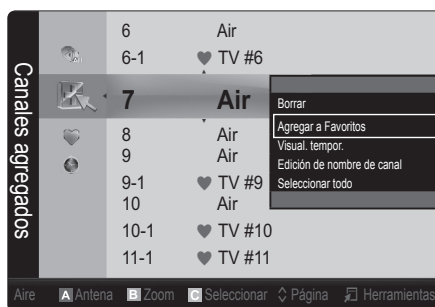 Canales agregados
6 Air
6-1 ♥ TV #6
7 Air
8 Air
9 Air
9-1 ♥ TV #9
10 Air
10-1 ♥ TV #10
11-1 ♥ TV #11
Borrar
Agregar a Favoritos
Visual. tempor.
Edición de nombre de canal
Seleccionar todo
Aire A Antena B Zoom C Seleccionar Página Herramientas